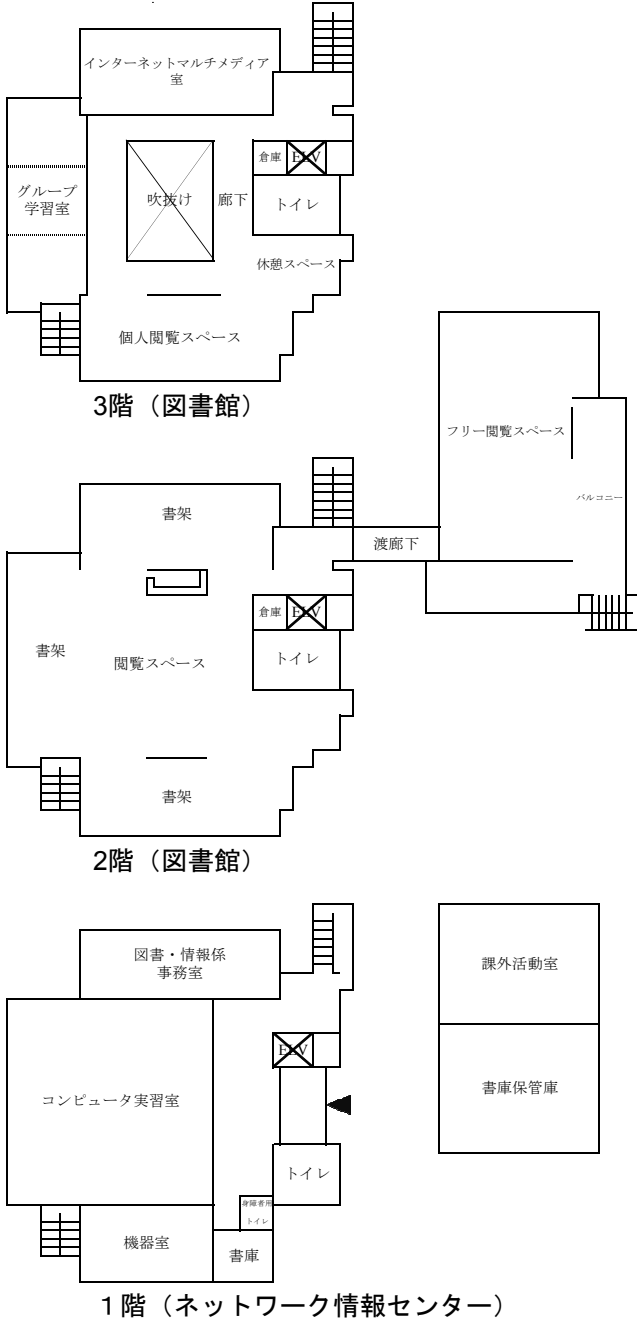 インターネットマルチメディア
室
グループ
学習室
吹抜け
廊下
倉庫
ELV
トイレ
休憩スペース
個人閲覧スペース
3階（図書館）
フリー閲覧スペース
バルコニー
渡廊下
書架
書架
閲覧スペース
倉庫
ELV
トイレ
書架
2階（図書館）
図書・情報係
事務室
課外活動室
ELV
コンピュータ実習室
書庫保管庫
トイレ
身障者用
トイレ
機器室
書庫
１階（ネットワーク情報センター）